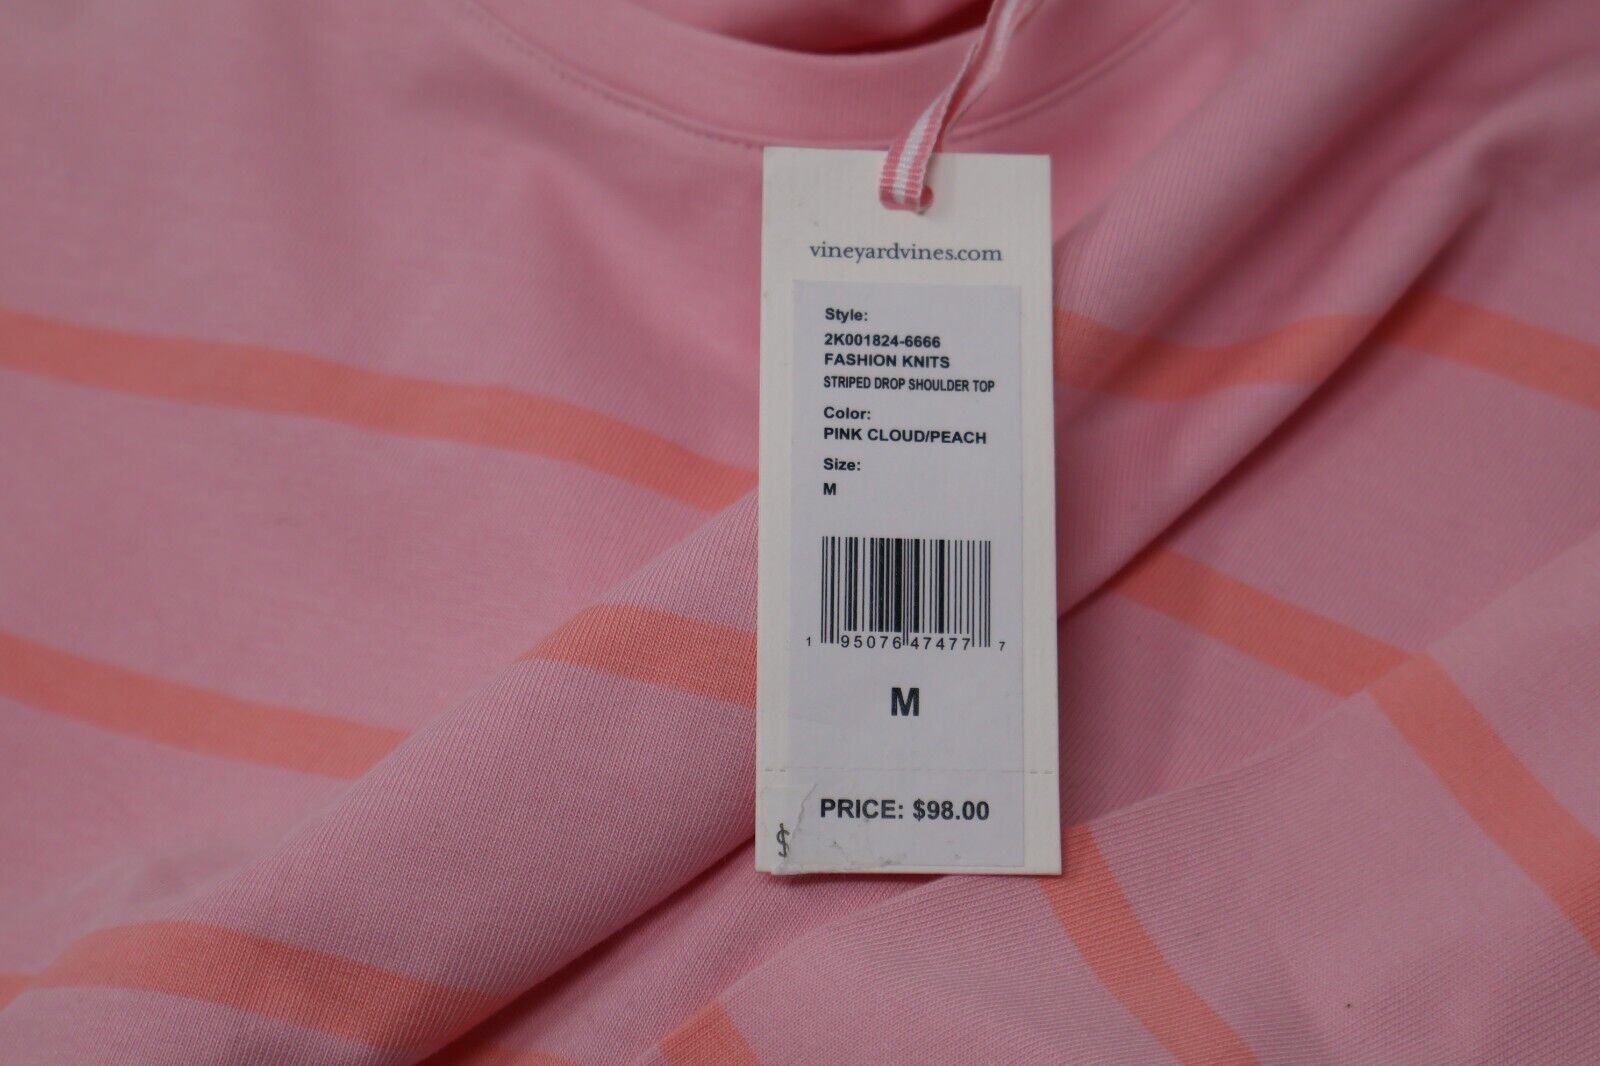 vineyardvines.com
Style:
2K001824-6666
FASHION KNITS
STRIPED DROP SHOULDER TOP
Color:
PINK CLOUD/PEACH
Size:
M
1 95076 47477 7
M
PRICE: $98.00
$